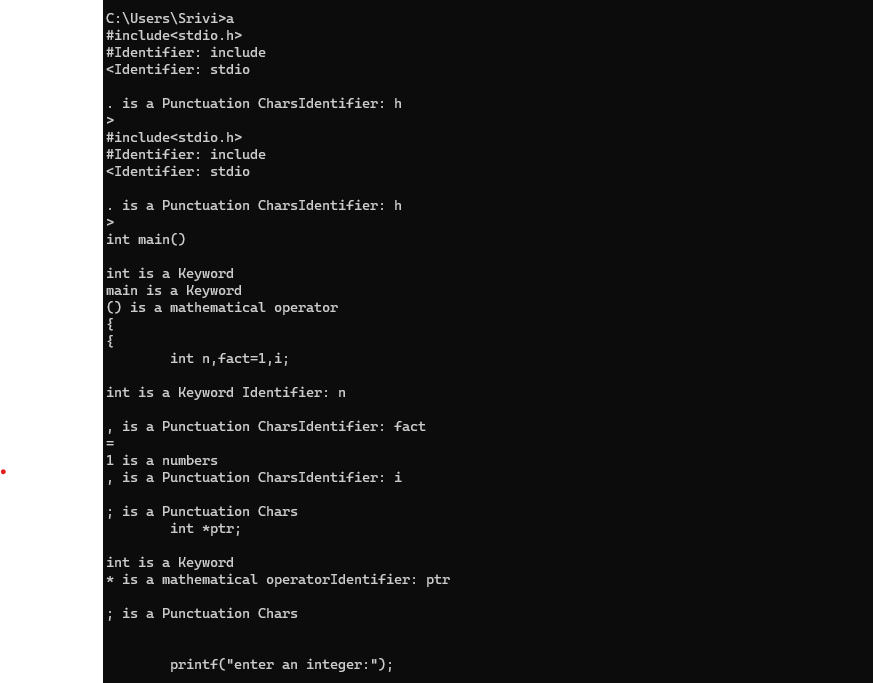 C:\Users\Srivi>a
#include<stdio.h>
#Identifier: include
<Identifier: stdio
. is a Punctuation CharsIdentifier: h
>
#include<stdio.h>
#Identifier: include
<Identifier: stdio
. is a Punctuation CharsIdentifier: h
>
int main()
int is a Keyword
main is a Keyword
() is a mathematical operator
{
{
int n,fact=1,i;
int is a Keyword Identifier: n
, is a Punctuation CharsIdentifier: fact
=
1 is a numbers
, is a Punctuation CharsIdentifier: i
; is a Punctuation Chars
int *ptr;
int is a Keyword
* is a mathematical operatorIdentifier: ptr
; is a Punctuation Chars
printf("enter an integer:");